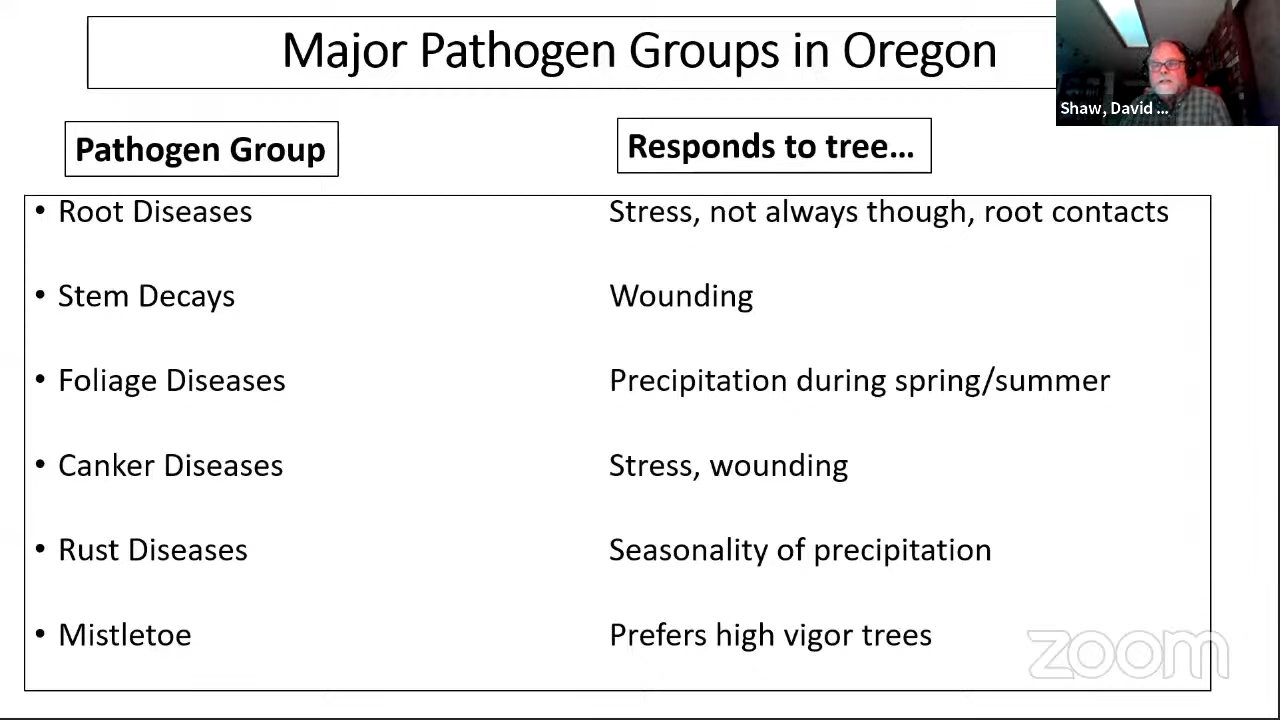 Major Pathogen Groups in Oregon
Shaw, David ...
Pathogen Group
Responds to tree...
• Root Diseases
Stress, not always though, root contacts
• Stem Decays
Wounding
• Foliage Diseases
Precipitation during spring/summer
• Canker Diseases
Stress, wounding
• Rust Diseases
Seasonality of precipitation
• Mistletoe
Prefers high vigor trees
zoom